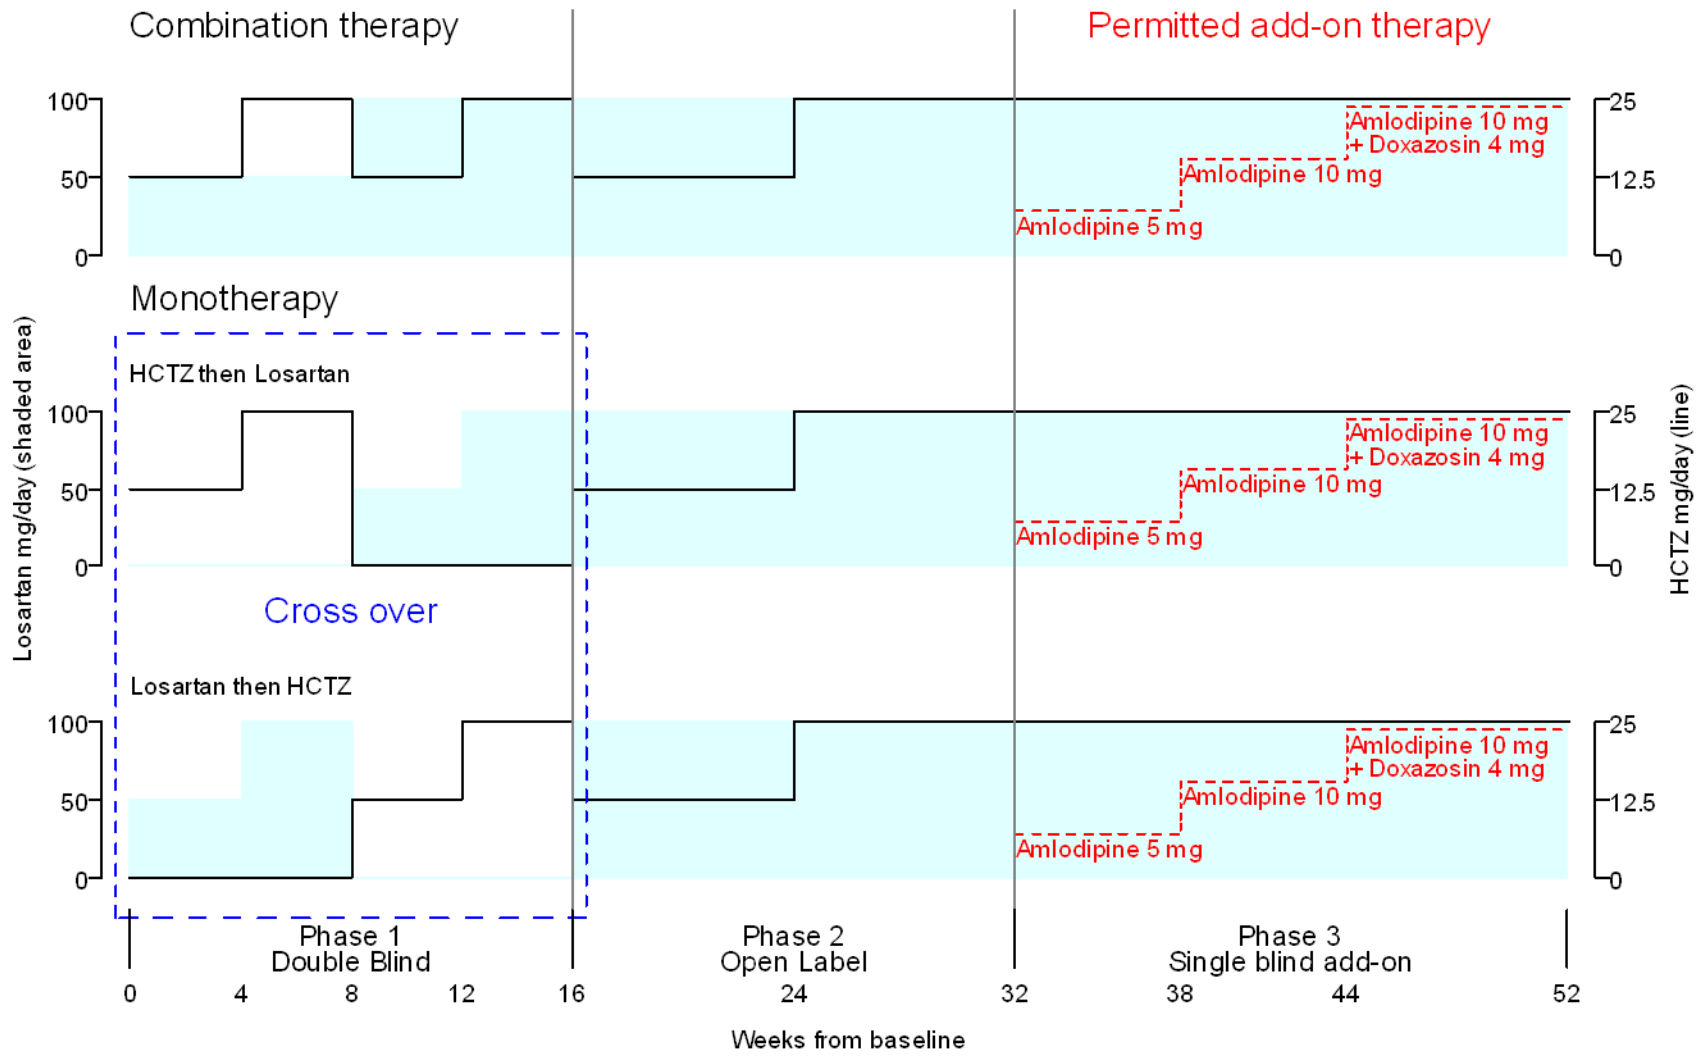 Combination therapy
Permitted add-on therapy
100
50
0
25
12.5
0
Amlodipine 5 mg
Amlodipine 10 mg
Amlodipine 10 mg
+ Doxazosin 4 mg
Monotherapy
HCTZ then Losartan
100
50
0
25
12.5
0
Amlodipine 5 mg
Amlodipine 10 mg
Amlodipine 10 mg
+ Doxazosin 4 mg
Cross over
Losartan then HCTZ
100
50
0
25
12.5
0
Amlodipine 5 mg
Amlodipine 10 mg
Amlodipine 10 mg
+ Doxazosin 4 mg
Losartan mg/day (shaded area)
HCTZ mg/day (line)
Phase 1
Double Blind
Phase 2
Open Label
Phase 3
Single blind add-on
0 4 8 12 16 24 32 38 44 52
Weeks from baseline